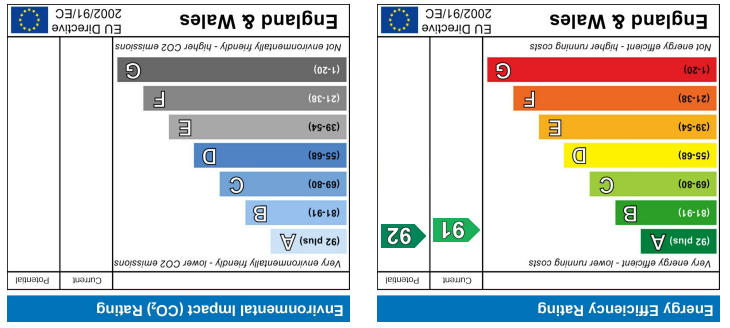 Energy Efficiency Rating
Current
Potential
Very energy efficient - lower running costs
(92 plus) A
(81-91) B
(69-80) C
(55-68) D
(39-54) E
(21-38) F
(1-20) G
91
92
Not energy efficient - higher running costs
England & Wales
EU Directive
2002/91/EC
Environmental Impact (CO₂) Rating
Current
Potential
Very environmentally friendly - lower CO2 emissions
(92 plus) A
(81-91) B
(69-80) C
(55-68) D
(39-54) E
(21-38) F
(1-20) G
Not environmentally friendly - higher CO2 emissions
England & Wales
EU Directive
2002/91/EC